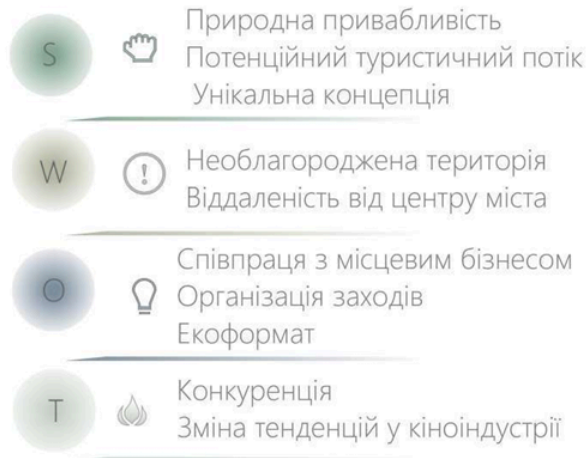 S
Природна привабливість
Потенційний туристичний потік
Унікальна концепція
W
Необлагороджена територія
Віддаленість від центру міста
O
Співпраця з місцевим бізнесом
Організація заходів
Екоформат
T
Конкуренція
Зміна тенденцій у кіноіндустрії